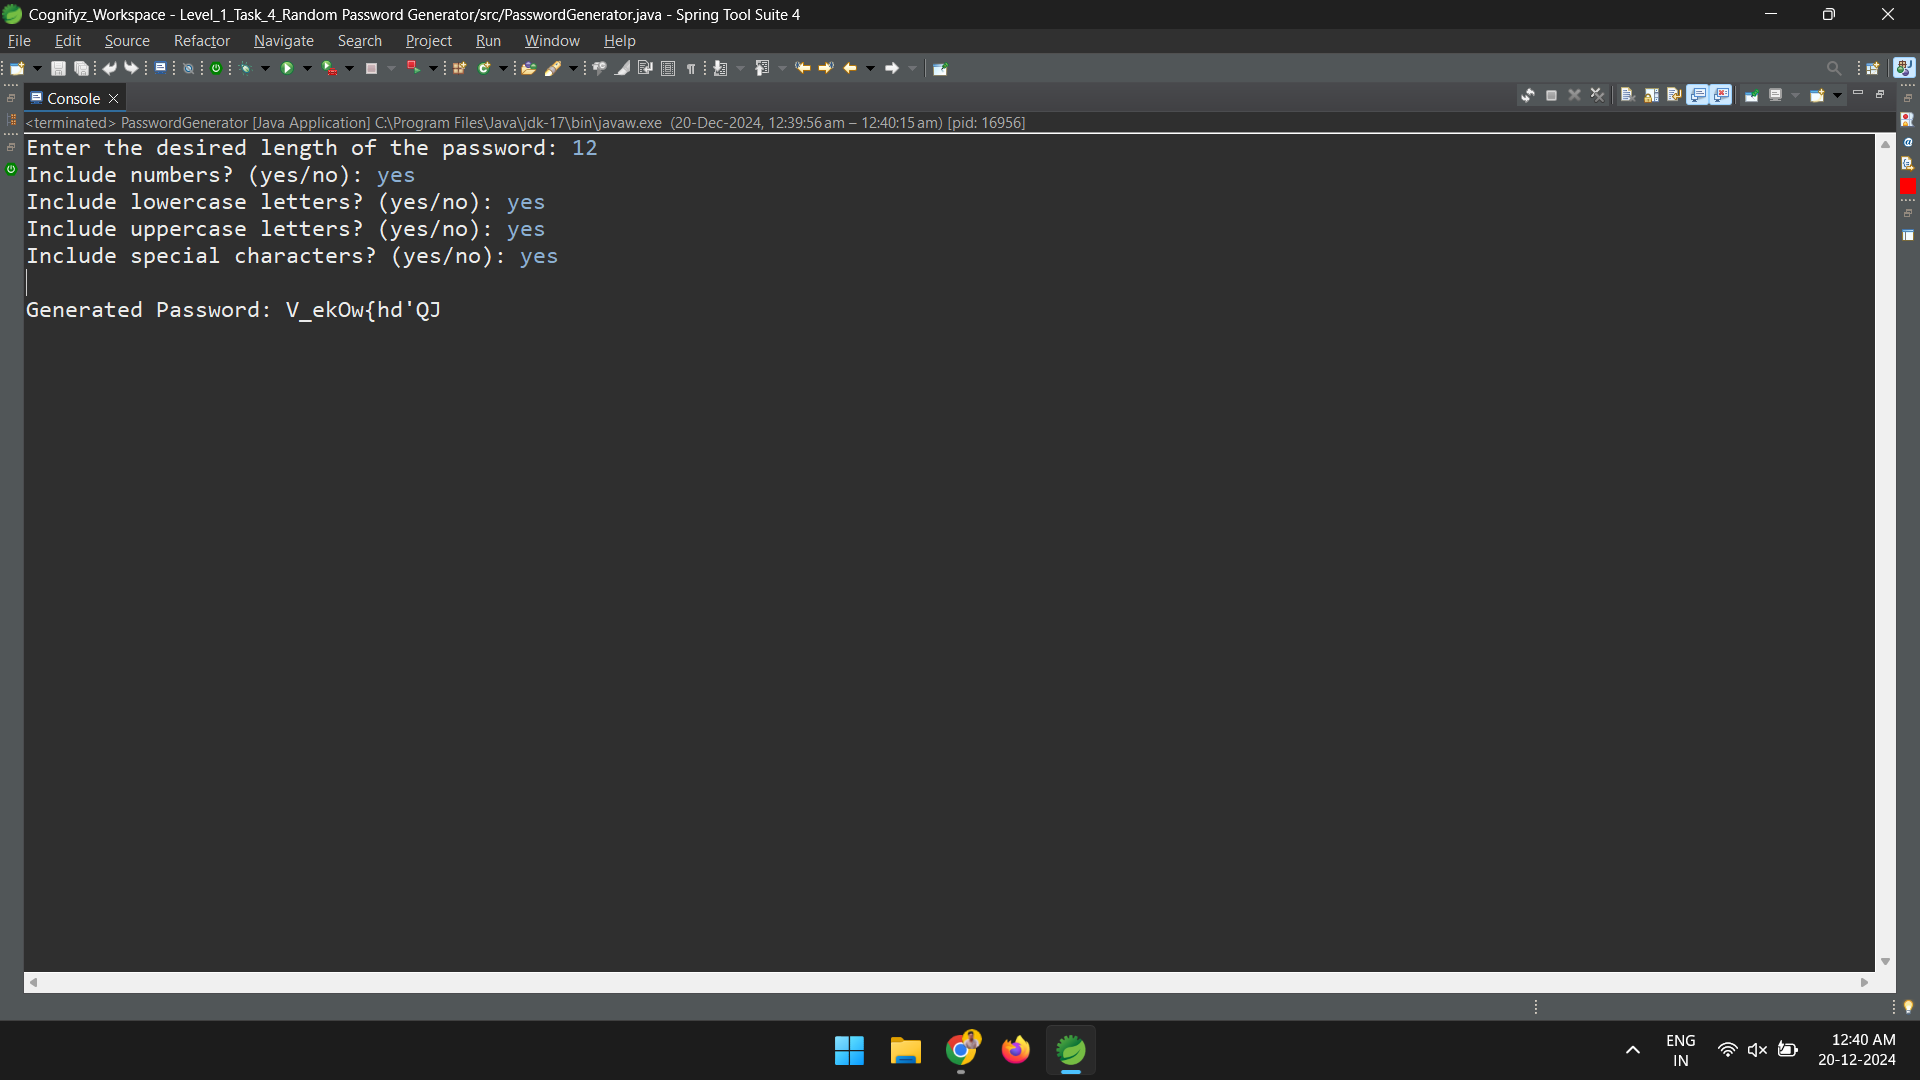 Cognifyz_Workspace - Level_1_Task_4_Random Password Generator/src/PasswordGenerator.java - Spring Tool Suite 4
File Edit Source Refactor Navigate Search Project Run Window Help
Console
<terminated> PasswordGenerator [Java Application] C:\Program Files\Java\jdk-17\bin\javaw.exe (20-Dec-2024, 12:39:56 am – 12:40:15 am) [pid: 16956]
Enter the desired length of the password: 12
Include numbers? (yes/no): yes
Include lowercase letters? (yes/no): yes
Include uppercase letters? (yes/no): yes
Include special characters? (yes/no): yes
Generated Password: V_ekOw{hd'QJ
ENG
IN
12:40 AM
20-12-2024